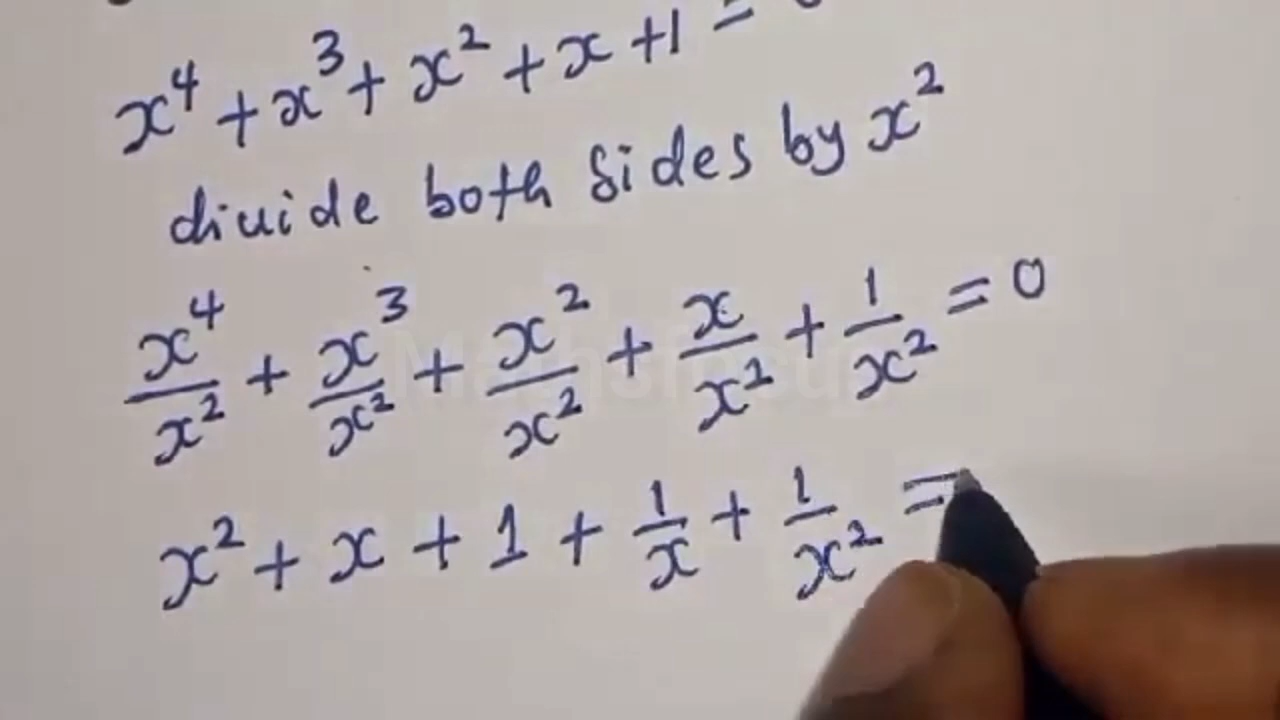 x⁴ + x³ + x² + x + 1 =
divide both sides by x²
x⁴/x² + x³/x² + x²/x² + x/x² + 1/x² = 0
x² + x + 1 + 1/x + 1/x² =